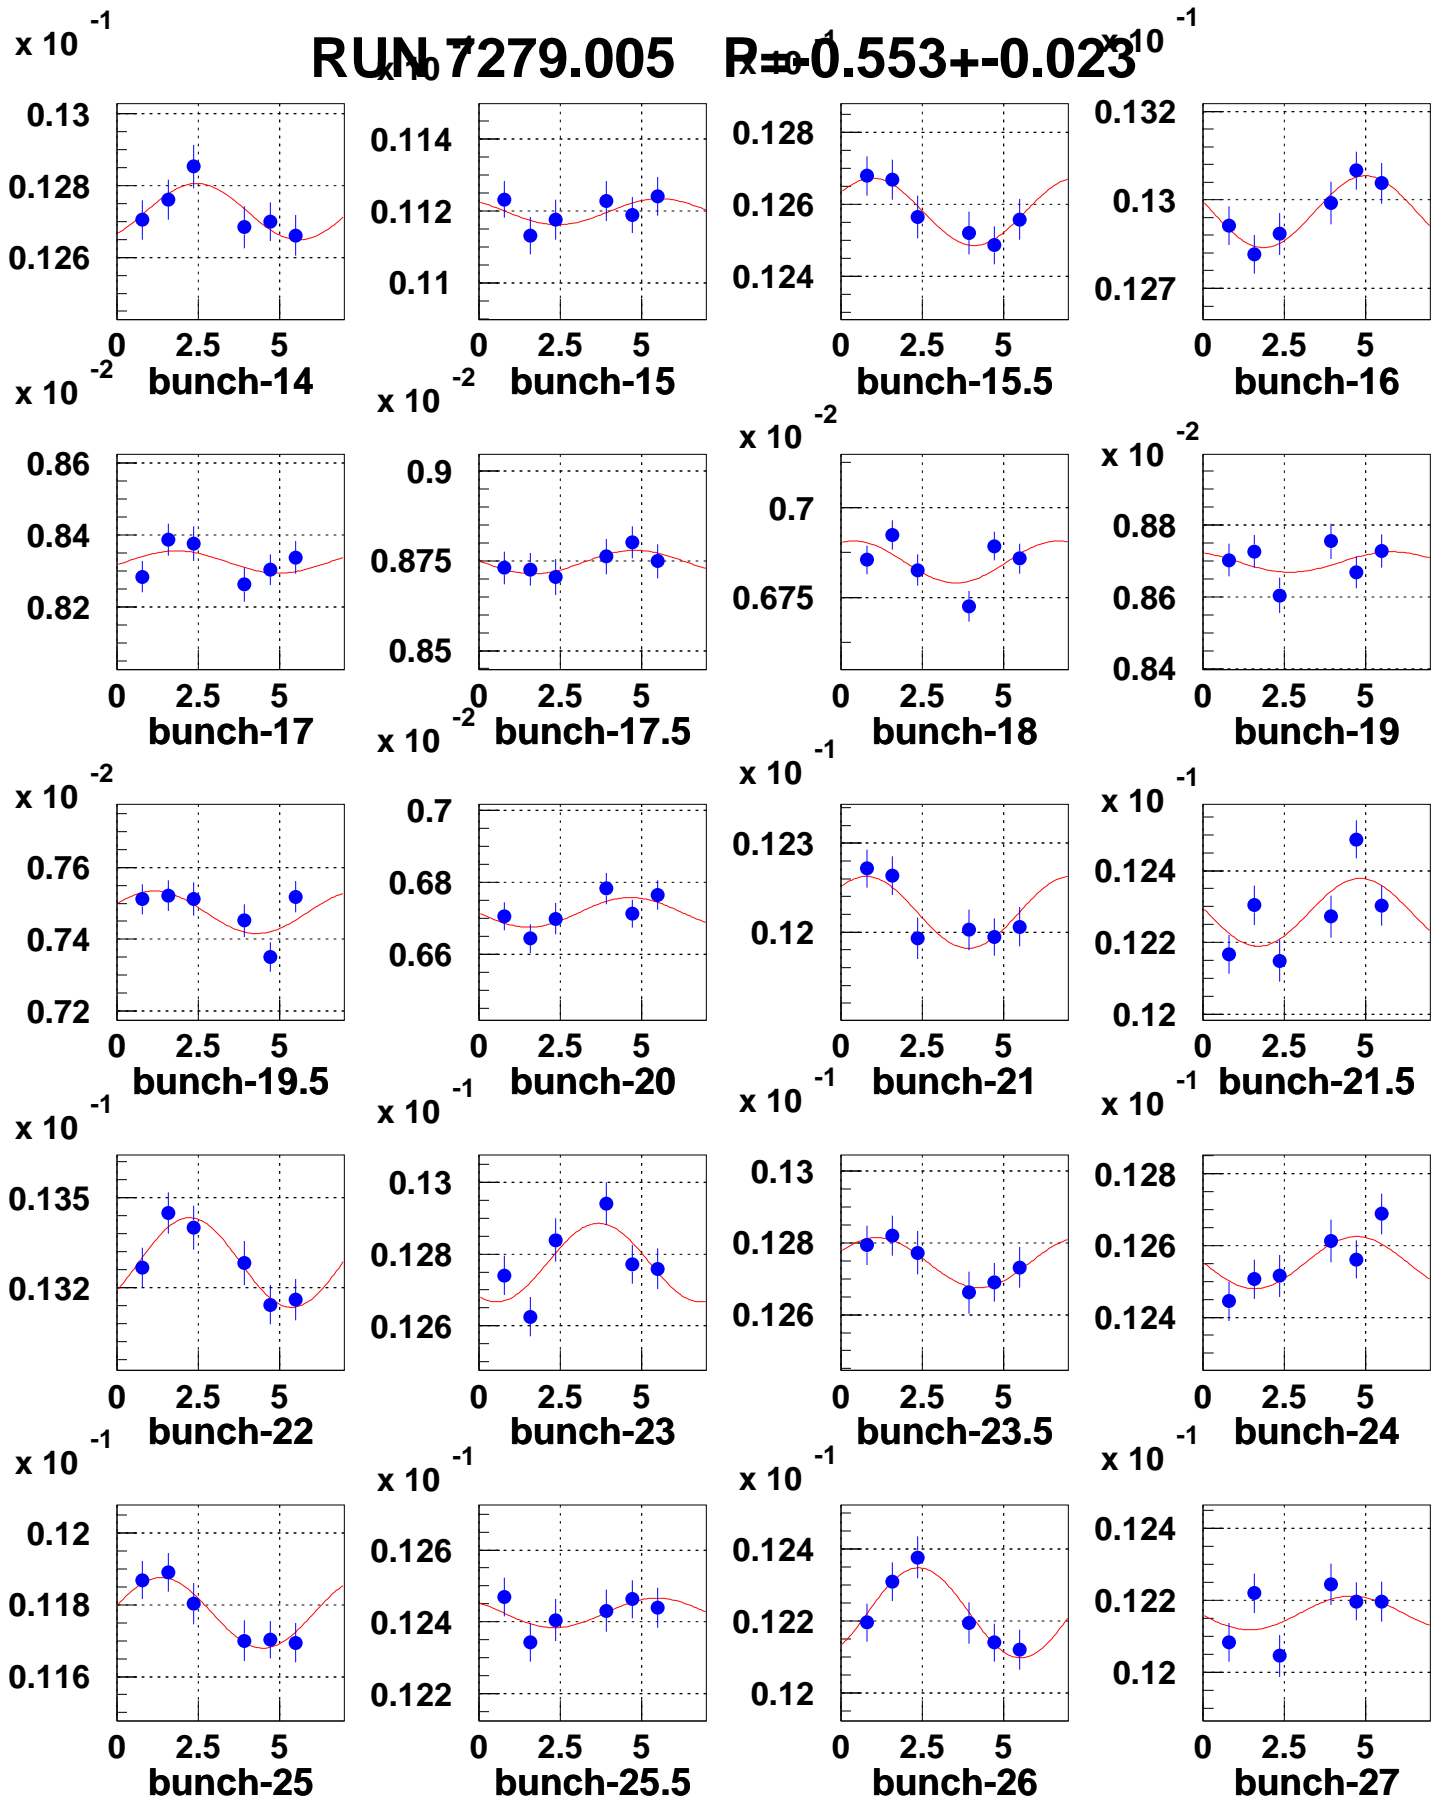 RUN 7279.005 P=-0.553+-0.023
x 10 -1
x 10 -1
x 10 -1
x 10 -1
0.13
0.128
0.126
0 2.5 5
bunch-14
0.114
0.112
0.11
0 2.5 5
bunch-15
0.128
0.126
0.124
0 2.5 5
bunch-15.5
0.132
0.13
0.127
0 2.5 5
bunch-16
x 10 -2
0.86
0.84
0.82
0 2.5 5
bunch-17
x 10 -2
0.9
0.875
0.85
0 2.5 5
bunch-17.5
x 10 -2
0.7
0.675
0 2.5 5
bunch-18
x 10 -2
0.88
0.86
0.84
0 2.5 5
bunch-19
x 10 -2
0.76
0.74
0.72
0 2.5 5
bunch-19.5
x 10 -2
0.7
0.68
0.66
0 2.5 5
bunch-20
x 10 -1
0.123
0.12
0 2.5 5
bunch-21
x 10 -1
0.124
0.122
0.12
0 2.5 5
bunch-21.5
x 10 -1
0.135
0.132
0 2.5 5
bunch-22
x 10 -1
0.13
0.128
0.126
0 2.5 5
bunch-23
x 10 -1
0.13
0.128
0.126
0 2.5 5
bunch-23.5
x 10 -1
0.128
0.126
0.124
0 2.5 5
bunch-24
x 10 -1
0.12
0.118
0.116
0 2.5 5
bunch-25
x 10 -1
0.126
0.124
0.122
0 2.5 5
bunch-25.5
x 10 -1
0.124
0.122
0.12
0 2.5 5
bunch-26
x 10 -1
0.124
0.122
0.12
0 2.5 5
bunch-27